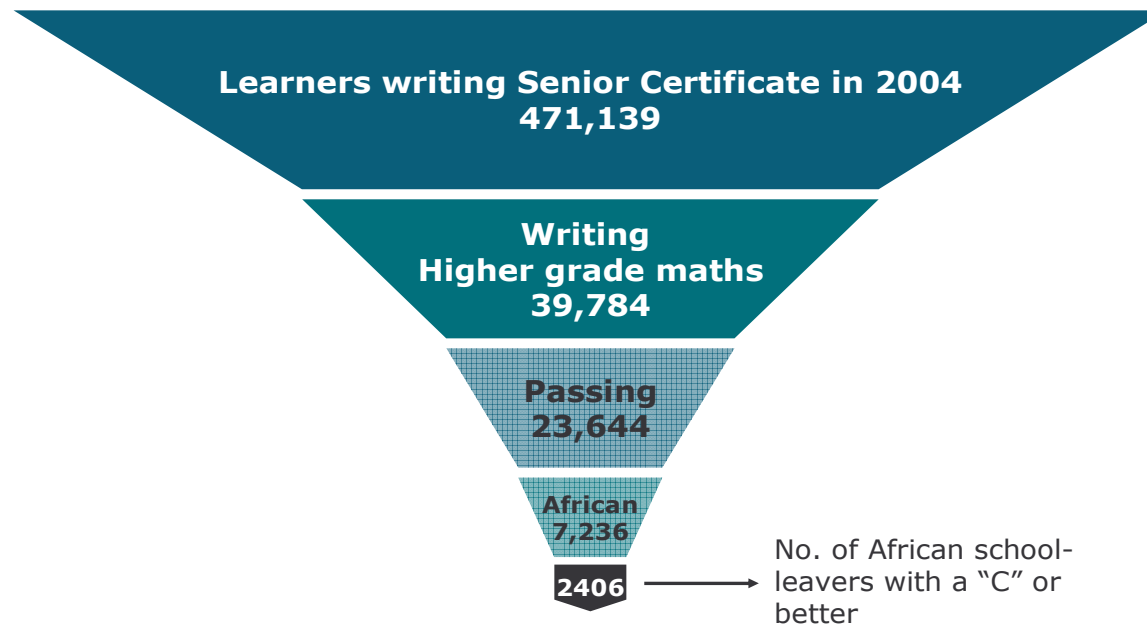 Learners writing Senior Certificate in 2004
471,139
Writing
Higher grade maths
39,784
Passing
23,644
African
7,236
2406
No. of African school-
leavers with a “C” or
better